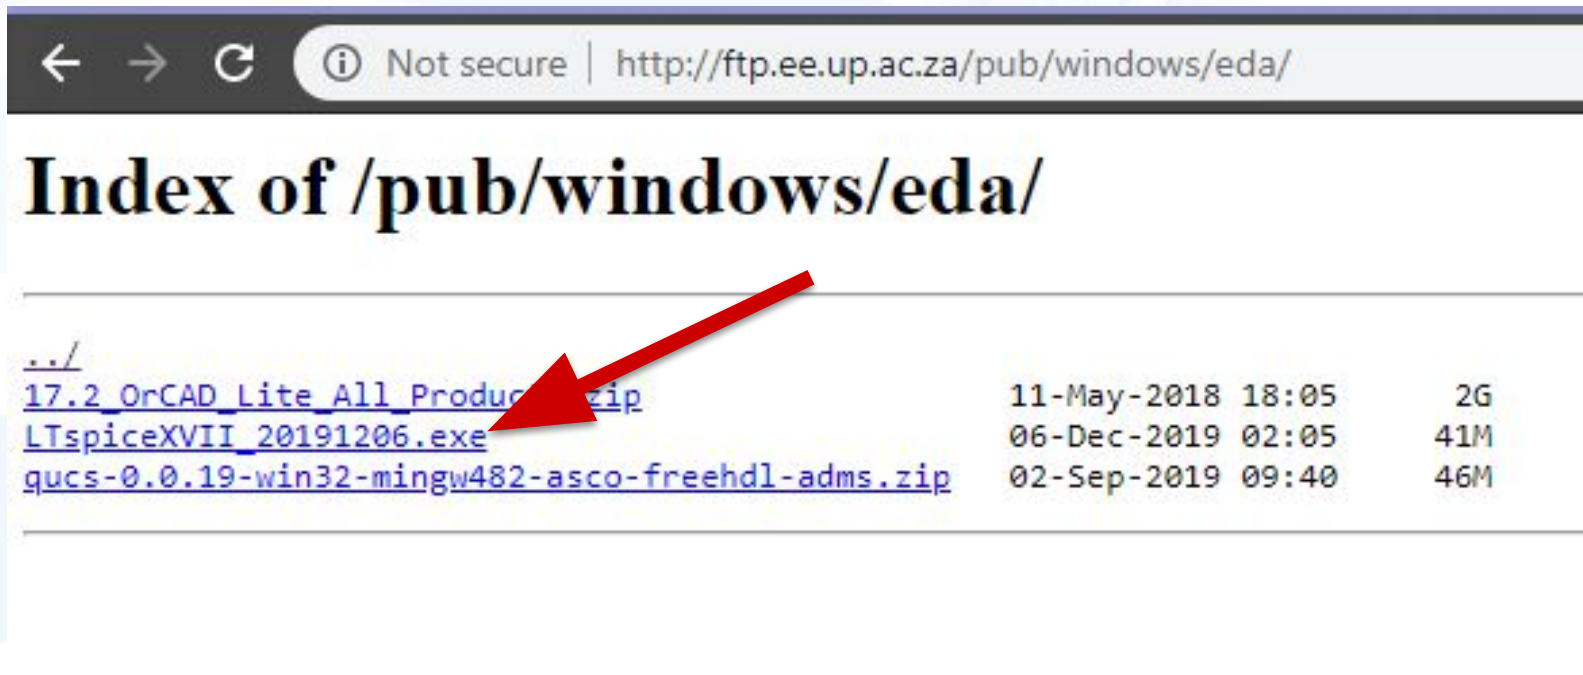 Not secure | http://ftp.ee.up.ac.za/pub/windows/eda/
Index of /pub/windows/eda/
../
17.2_OrCAD_Lite_All_Produc zip 11-May-2018 18:05 2G
LTspiceXVII_20191206.exe 06-Dec-2019 02:05 41M
qucs-0.0.19-win32-mingw482-asco-freehdl-adms.zip 02-Sep-2019 09:40 46M